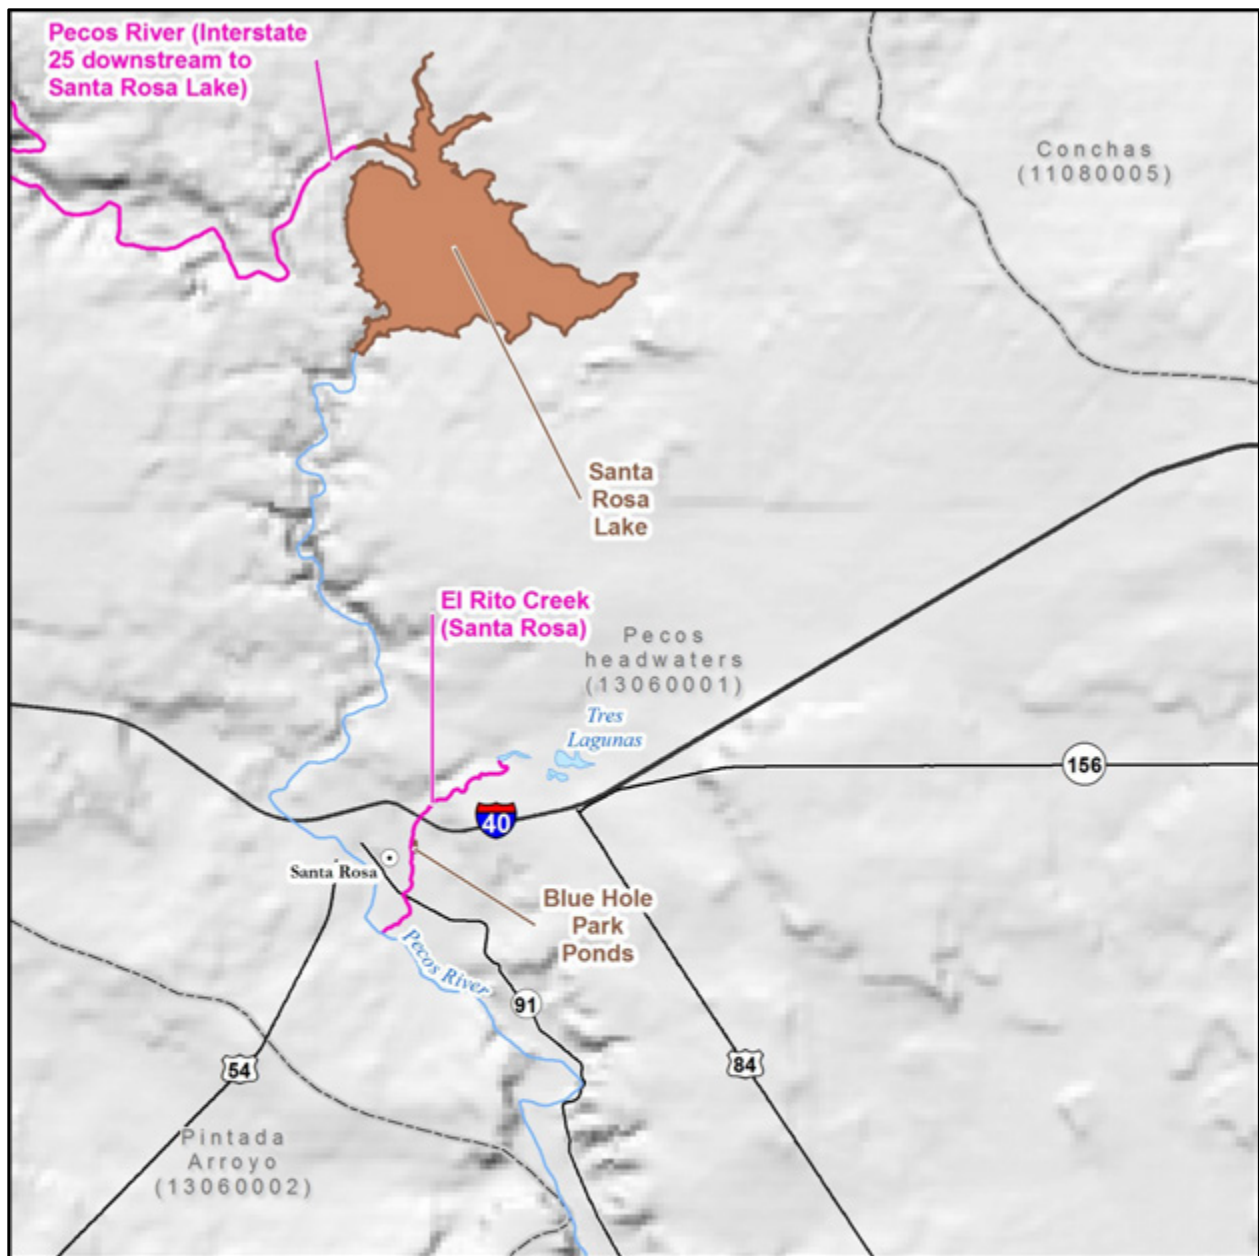 Pecos River (Interstate
25 downstream to
Santa Rosa Lake)
Conchas
(11080005)
Santa
Rosa
Lake
El Rito Creek
(Santa Rosa)
Pecos
headwaters
(13060001)
Tres
Lagunas
156
40
Santa Rosa
Blue Hole
Park
Ponds
Pecos River
91
54
84
Pintada
Arroyo
(13060002)